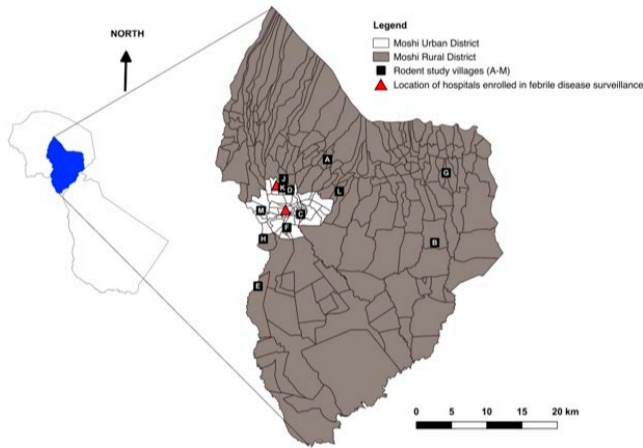 NORTH
Legend
Moshi Urban District
Moshi Rural District
Rodent study villages (A-M)
Location of hospitals enrolled in febrile disease surveillance
A
J
K
D
L
G
M
C
F
H
B
E
0 5 10 15 20 km